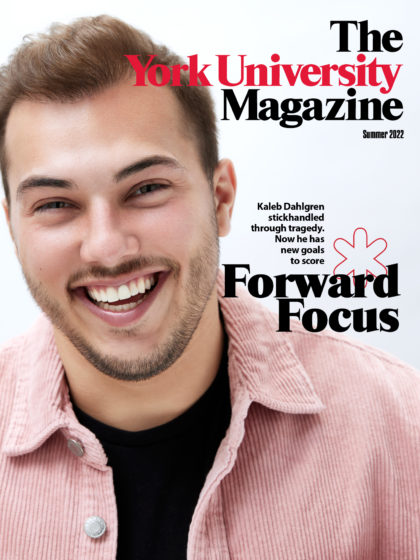 The
York University
Magazine
Summer 2022
Kaleb Dahlgren
stickhandled
through tragedy.
Now he has
new goals
to score
Forward
Focus